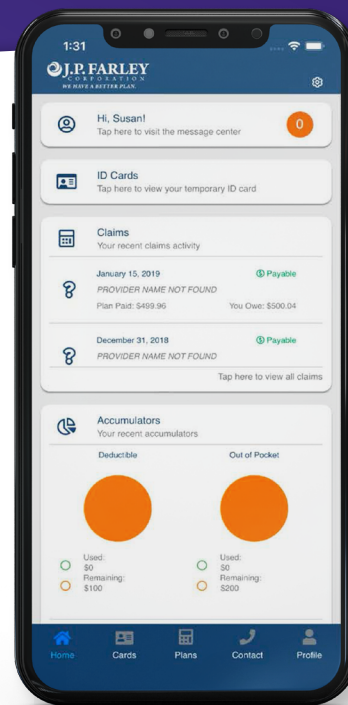 1:31
J.P. FARLEY
CORPORATION
WE HAVE A BETTER PLAN.
Hi, Susan!
Tap here to visit the message center
0
ID Cards
Tap here to view your temporary ID card
Claims
Your recent claims activity
January 15, 2019 Payable
PROVIDER NAME NOT FOUND
Plan Paid: $499.96 You Owe: $500.04
December 31, 2018 Payable
PROVIDER NAME NOT FOUND
Tap here to view all claims
Accumulators
Your recent accumulators
Deductible Out of Pocket
Used: Used:
$0 $0
Remaining: Remaining:
$100 $200
Home Cards Plans Contact Profile